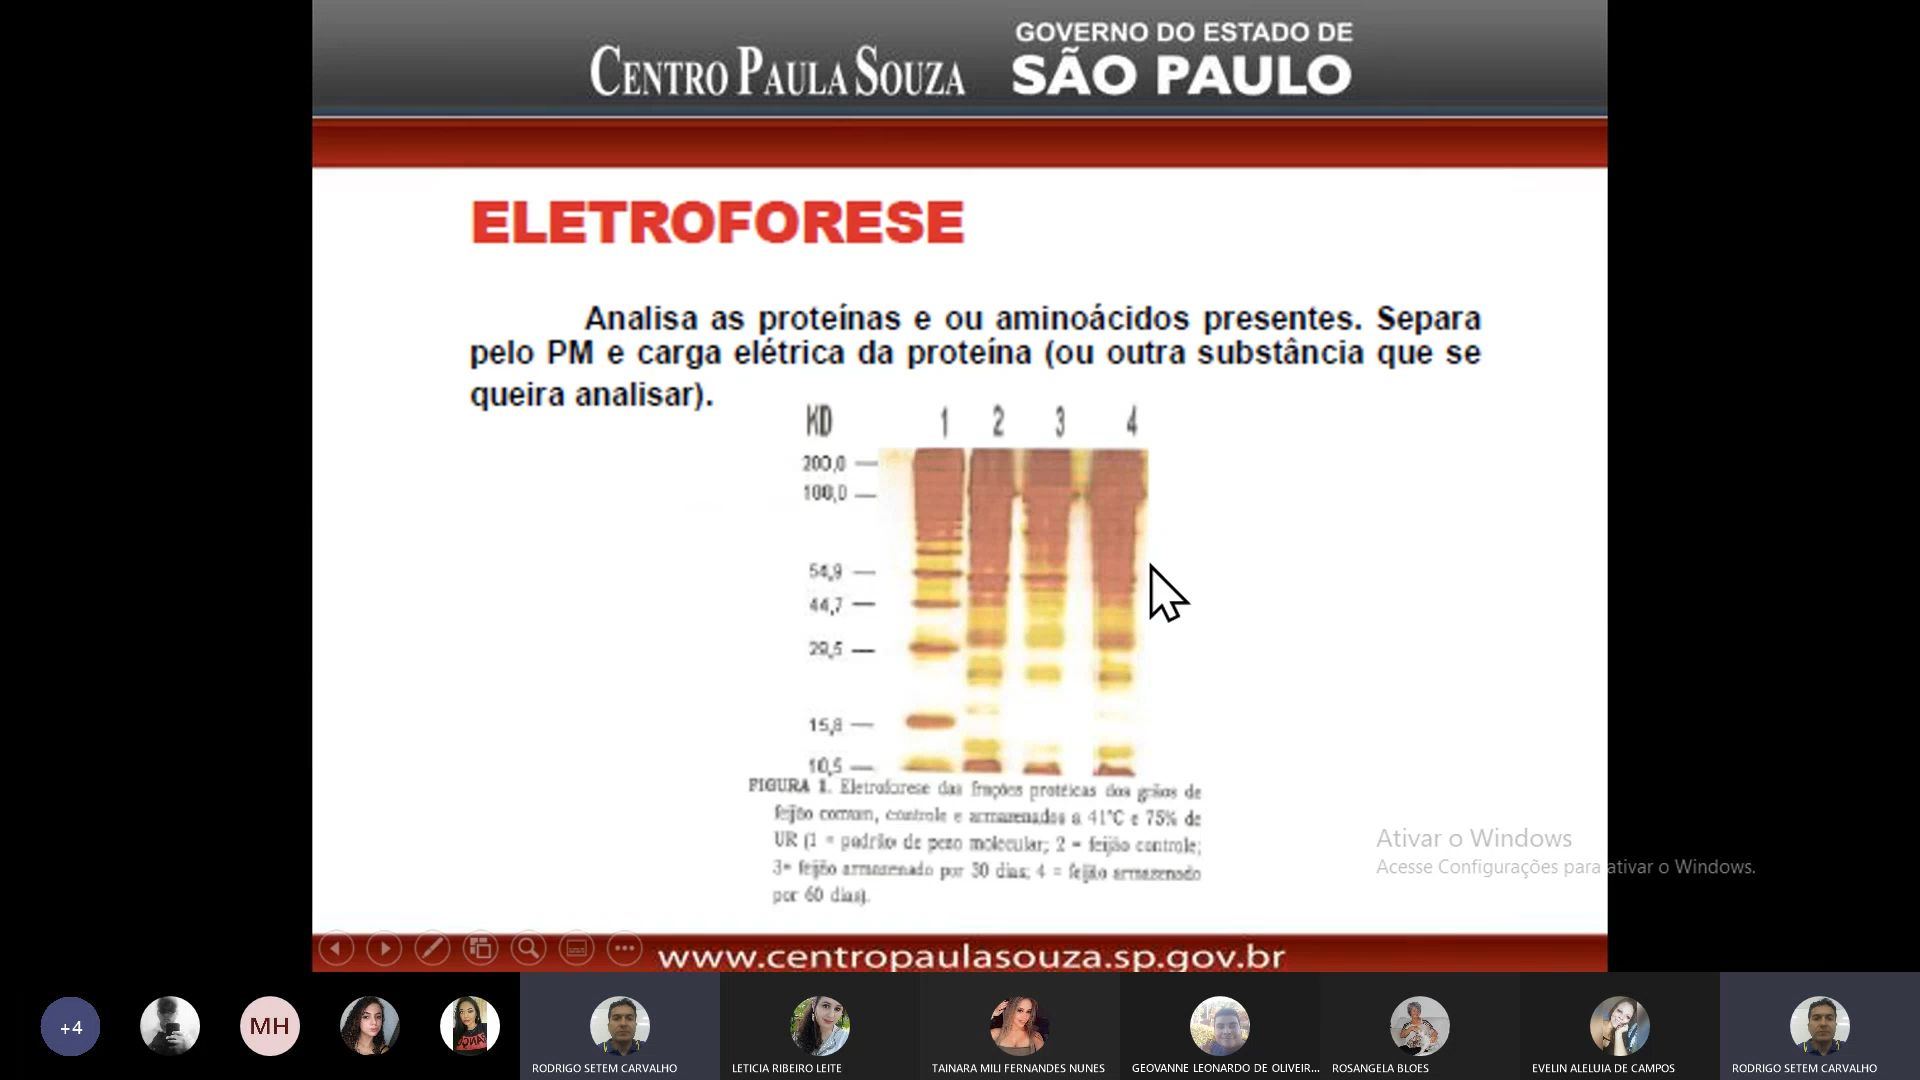 CENTRO PAULA SOUZA
GOVERNO DO ESTADO DE
SÃO PAULO
ELETROFORESE
Analisa as proteínas e ou aminoácidos presentes. Separa
pelo PM e carga elétrica da proteína (ou outra substância que se
queira analisar).
KD 1 2 3 4
200,0
100,0
54,9
44,7
29,5
15,8
10,5
FIGURA 1. Eletroforese das frações protéicas dos grãos de
feijão comum, controle e armazenados a 41°C e 75% de
UR (1 = padrão de peso molecular; 2 = feijão controle;
3= feijão armazenado por 30 dias; 4 = feijão armazenado
por 60 dias).
Ativar o Windows
Acesse Configurações para ativar o Windows.
www.centropaulasouza.sp.gov.br
+4
MH
RODRIGO SETEM CARVALHO
LETICIA RIBEIRO LEITE
TAINARA MILI FERNANDES NUNES
GEOVANNE LEONARDO DE OLIVEIR...
ROSANGELA BLOES
EVELIN ALELUIA DE CAMPOS
RODRIGO SETEM CARVALHO